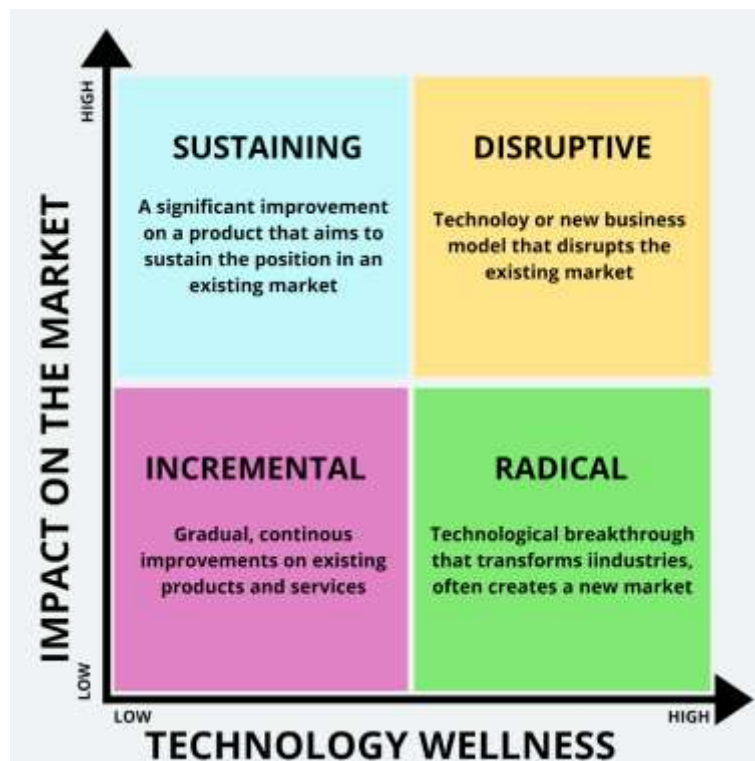 HIGH
IMPACT ON THE MARKET
LOW
SUSTAINING
A significant improvement
on a product that aims to
sustain the position in an
existing market
DISRUPTIVE
Technoloy or new business
model that disrupts the
existing market
INCREMENTAL
Gradual, continous
improvements on existing
products and services
RADICAL
Technological breakthrough
that transforms iindustries,
often creates a new market
LOW
HIGH
TECHNOLOGY WELLNESS